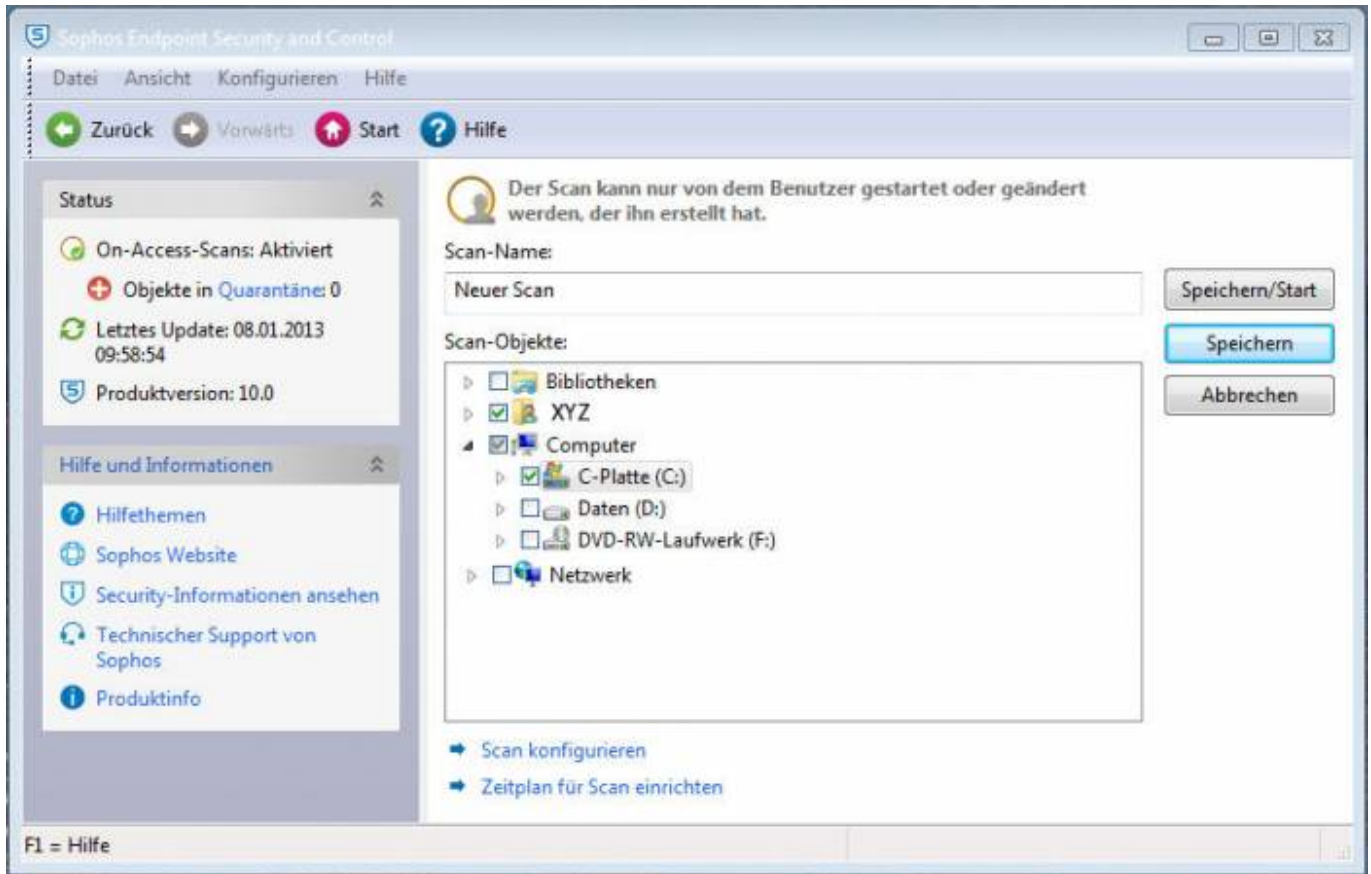 Sophos Endpoint Security and Control
Datei Ansicht Konfigurieren Hilfe
Zurück Vorwärts Start Hilfe
Status
On-Access-Scans: Aktiviert
Objekte in Quarantäne: 0
Letztes Update: 08.01.2013
09:58:54
Produktversion: 10.0
Hilfe und Informationen
Hilfethemen
Sophos Website
Security-Informationen ansehen
Technischer Support von
Sophos
Produktinfo
Der Scan kann nur von dem Benutzer gestartet oder geändert
werden, der ihn erstellt hat.
Scan-Name:
Neuer Scan
Speichern/Start
Scan-Objekte:
Speichern
Abbrechen
Bibliotheken
XYZ
Computer
C-Platte (C:)
Daten (D:)
DVD-RW-Laufwerk (F:)
Netzwerk
Scan konfigurieren
Zeitplan für Scan einrichten
F1 = Hilfe